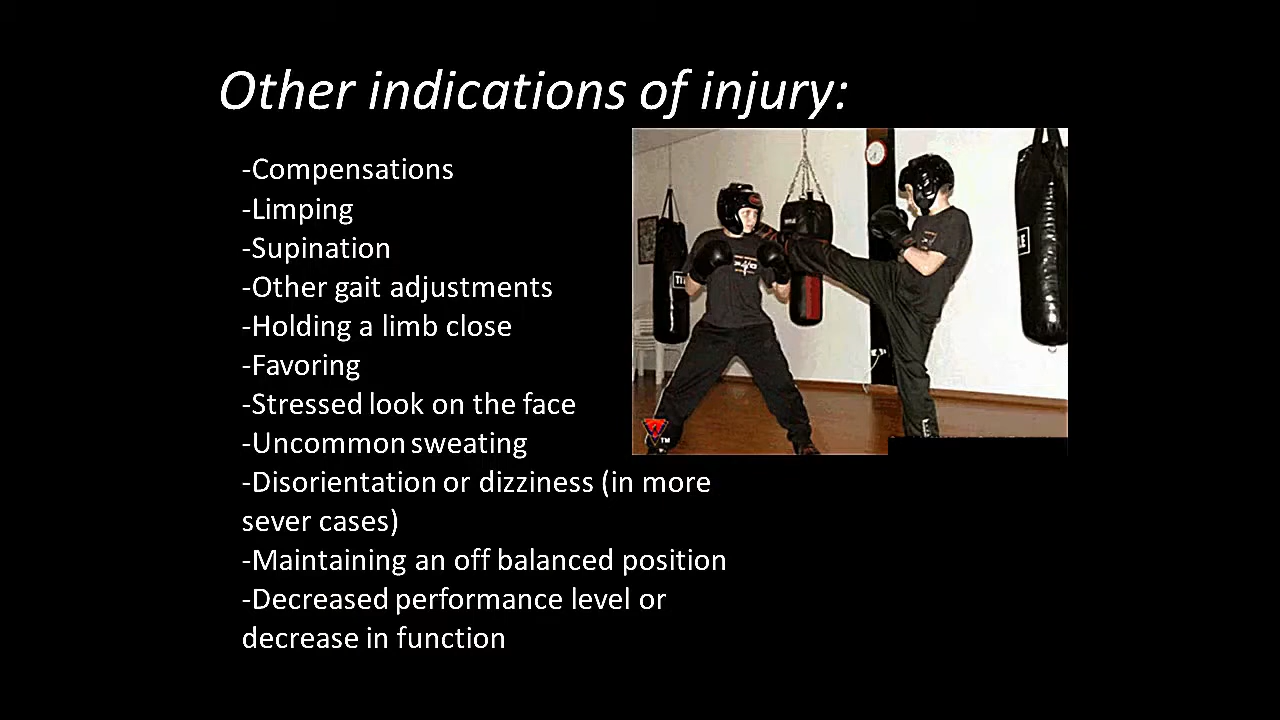 Other indications of injury:
-Compensations
-Limping
-Supination
-Other gait adjustments
-Holding a limb close
-Favoring
-Stressed look on the face
-Uncommon sweating
-Disorientation or dizziness (in more
sever cases)
-Maintaining an off balanced position
-Decreased performance level or
decrease in function
TM